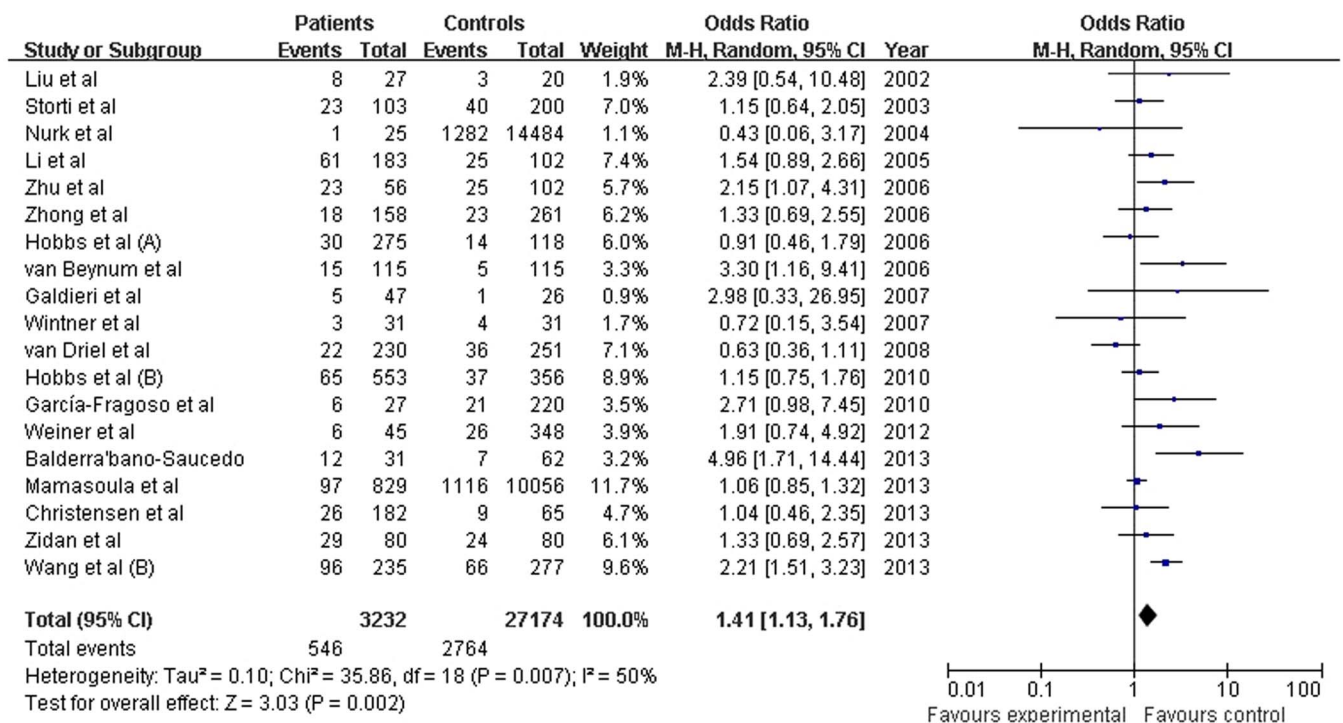 Patients Controls Odds Ratio Odds Ratio
Study or Subgroup Events Total Events Total Weight M-H, Random, 95% CI Year M-H, Random, 95% CI
Liu et al 8 27 3 20 1.9% 2.39 [0.54, 10.48] 2002
Storti et al 23 103 40 200 7.0% 1.15 [0.64, 2.05] 2003
Nurk et al 1 25 1282 14484 1.1% 0.43 [0.06, 3.17] 2004
Li et al 61 183 25 102 7.4% 1.54 [0.89, 2.66] 2005
Zhu et al 23 56 25 102 5.7% 2.15 [1.07, 4.31] 2006
Zhong et al 18 158 23 261 6.2% 1.33 [0.69, 2.55] 2006
Hobbs et al (A) 30 275 14 118 6.0% 0.91 [0.46, 1.79] 2006
van Beynum et al 15 115 5 115 3.3% 3.30 [1.16, 9.41] 2006
Galdieri et al 5 47 1 26 0.9% 2.98 [0.33, 26.95] 2007
Wintner et al 3 31 4 31 1.7% 0.72 [0.15, 3.54] 2007
van Driel et al 22 230 36 251 7.1% 0.63 [0.36, 1.11] 2008
Hobbs et al (B) 65 553 37 356 8.9% 1.15 [0.75, 1.76] 2010
García-Fragoso et al 6 27 21 220 3.5% 2.71 [0.98, 7.45] 2010
Weiner et al 6 45 26 348 3.9% 1.91 [0.74, 4.92] 2012
Balderra'bano-Saucedo 12 31 7 62 3.2% 4.96 [1.71, 14.44] 2013
Mamasoula et al 97 829 1116 10056 11.7% 1.06 [0.85, 1.32] 2013
Christensen et al 26 182 9 65 4.7% 1.04 [0.46, 2.35] 2013
Zidan et al 29 80 24 80 6.1% 1.33 [0.69, 2.57] 2013
Wang et al (B) 96 235 66 277 9.6% 2.21 [1.51, 3.23] 2013
Total (95% CI) 3232 27174 100.0% 1.41 [1.13, 1.76]
Total events 546 2764
Heterogeneity: Tau² = 0.10; Chi² = 35.86, df = 18 (P = 0.007); I² = 50%
Test for overall effect: Z = 3.03 (P = 0.002)
0.01 0.1 1 10 100
Favours experimental Favours control